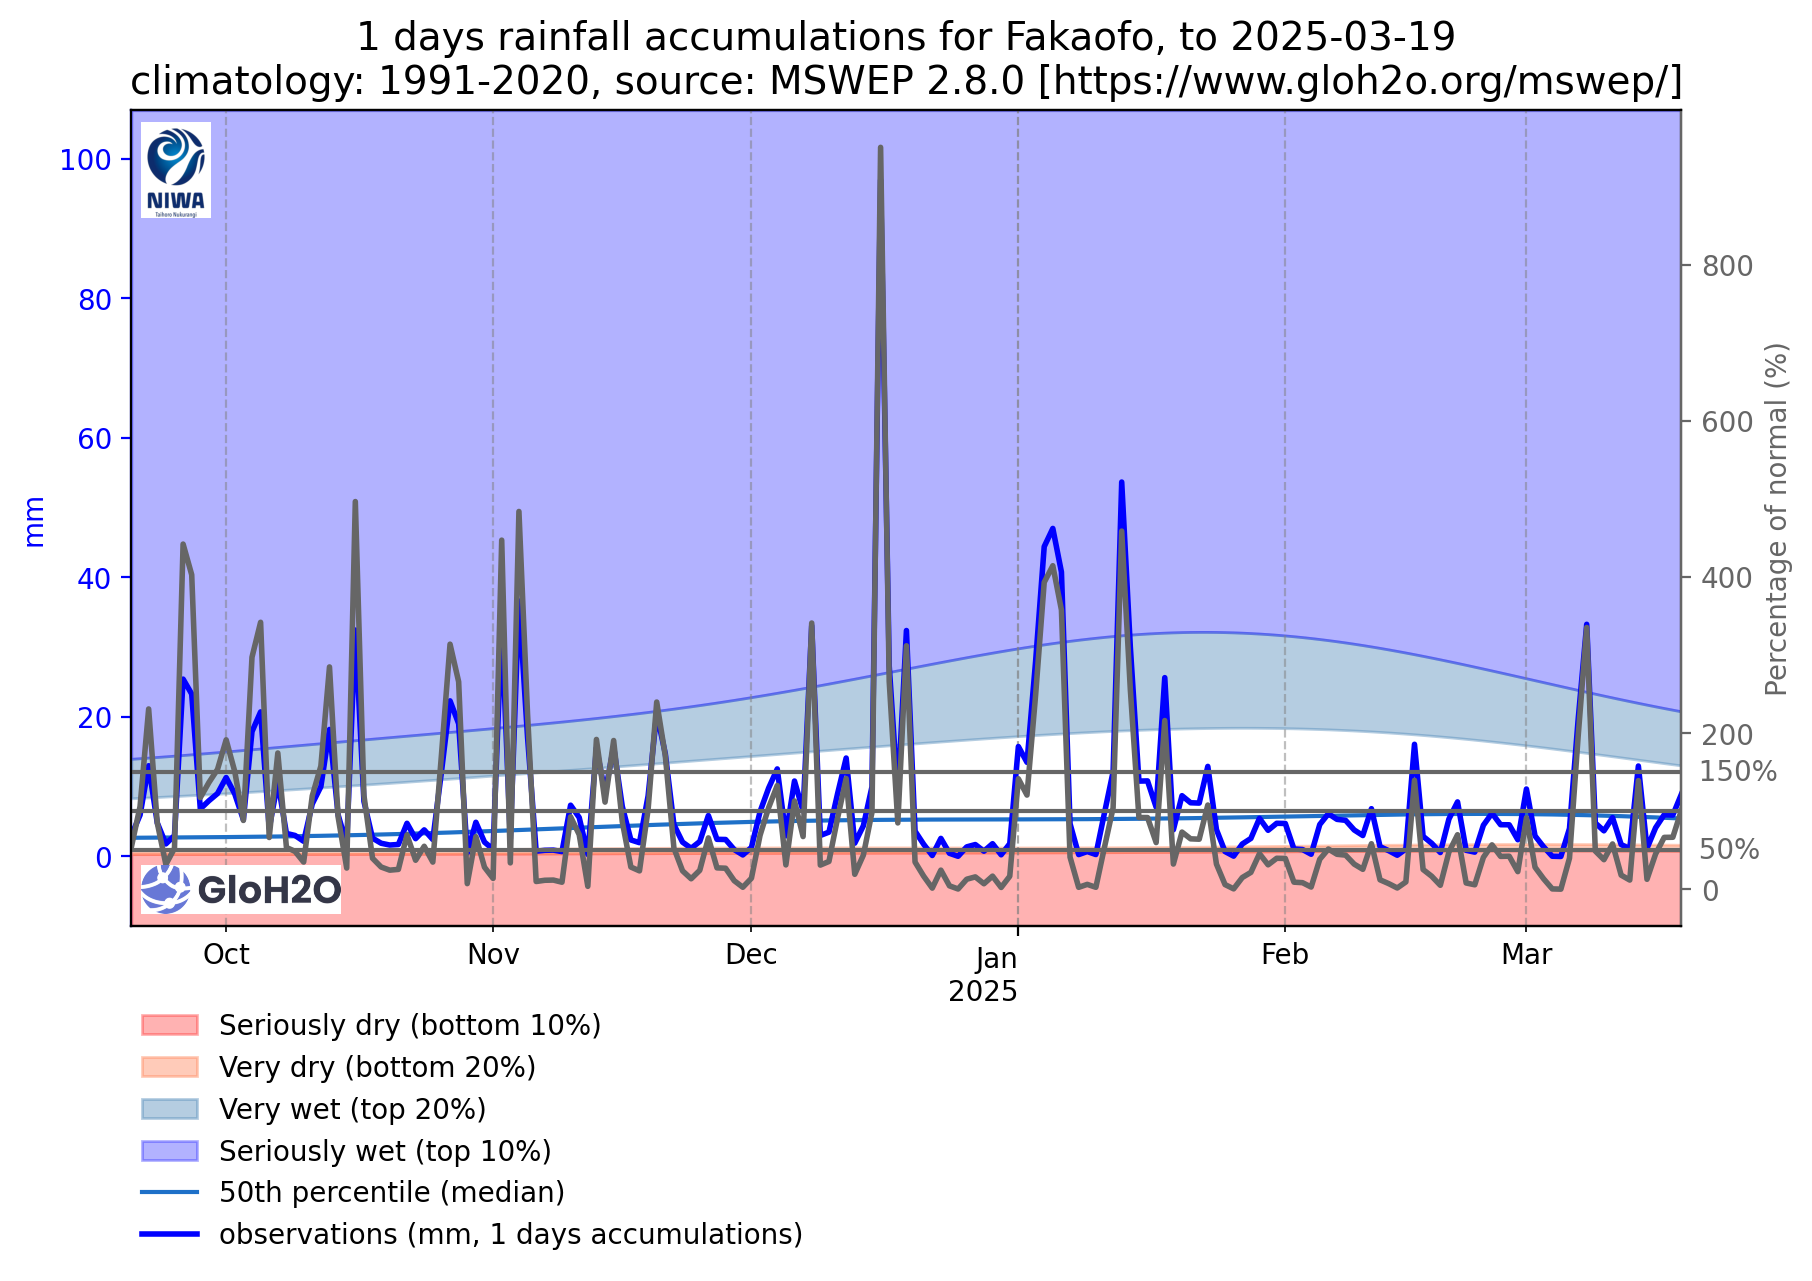 1 days rainfall accumulations for Fakaofo, to 2025-03-19
climatology: 1991-2020, source: MSWEP 2.8.0 [https://www.gloh2o.org/mswep/]
NIWA
Taihoro Nukurangi
100
80
60
40
20
0
mm
800
600
400
200
150%
50%
0
Percentage of normal (%)
GloH2O
Oct
Nov
Dec
Jan
2025
Feb
Mar
Seriously dry (bottom 10%)
Very dry (bottom 20%)
Very wet (top 20%)
Seriously wet (top 10%)
50th percentile (median)
observations (mm, 1 days accumulations)